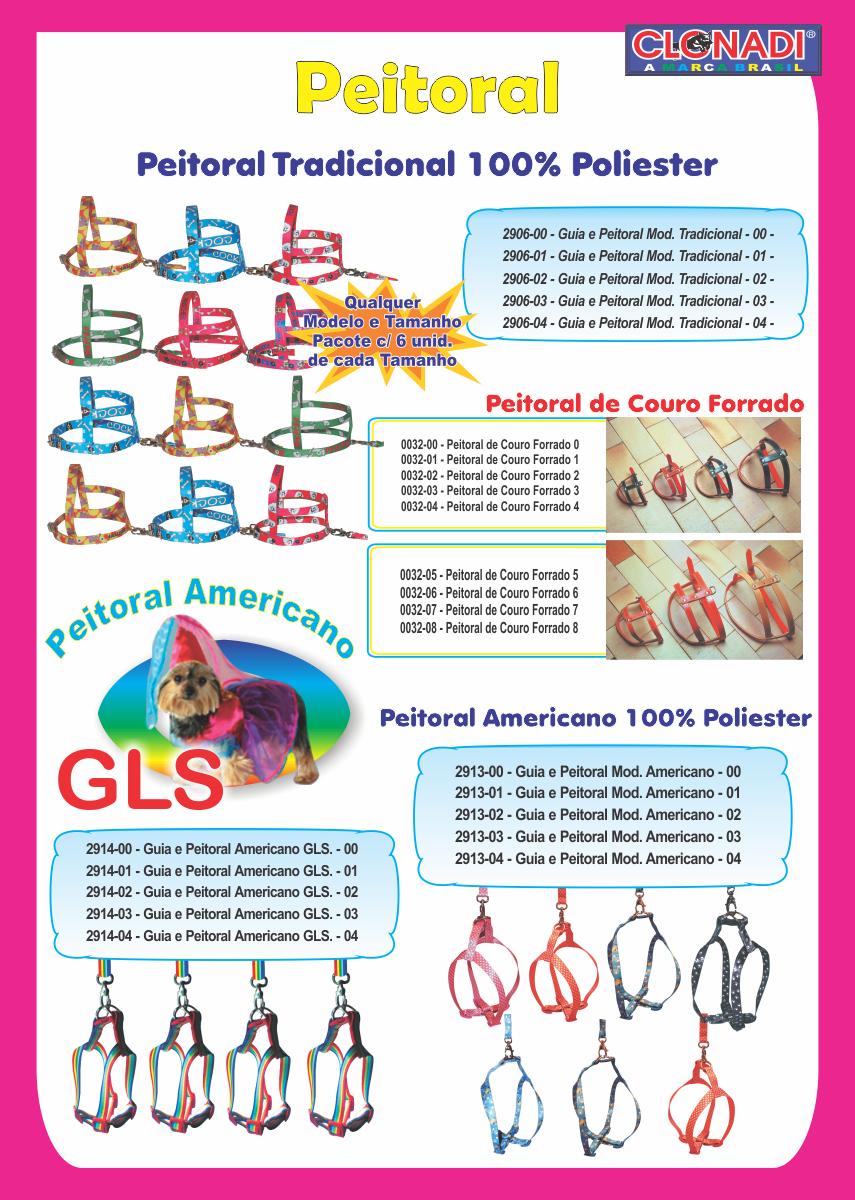 CLONADI®
A MARCA BRASIL
Peitoral
Peitoral Tradicional 100% Poliester
2906-00 - Guia e Peitoral Mod. Tradicional - 00 -
2906-01 - Guia e Peitoral Mod. Tradicional - 01 -
2906-02 - Guia e Peitoral Mod. Tradicional - 02 -
2906-03 - Guia e Peitoral Mod. Tradicional - 03 -
2906-04 - Guia e Peitoral Mod. Tradicional - 04 -
Qualquer
Modelo e Tamanho
Pacote c/ 6 unid.
de cada Tamanho
Peitoral de Couro Forrado
0032-00 - Peitoral de Couro Forrado 0
0032-01 - Peitoral de Couro Forrado 1
0032-02 - Peitoral de Couro Forrado 2
0032-03 - Peitoral de Couro Forrado 3
0032-04 - Peitoral de Couro Forrado 4
0032-05 - Peitoral de Couro Forrado 5
0032-06 - Peitoral de Couro Forrado 6
0032-07 - Peitoral de Couro Forrado 7
0032-08 - Peitoral de Couro Forrado 8
Peitoral Americano
GLS
2914-00 - Guia e Peitoral Americano GLS. - 00
2914-01 - Guia e Peitoral Americano GLS. - 01
2914-02 - Guia e Peitoral Americano GLS. - 02
2914-03 - Guia e Peitoral Americano GLS. - 03
2914-04 - Guia e Peitoral Americano GLS. - 04
Peitoral Americano 100% Poliester
2913-00 - Guia e Peitoral Mod. Americano - 00
2913-01 - Guia e Peitoral Mod. Americano - 01
2913-02 - Guia e Peitoral Mod. Americano - 02
2913-03 - Guia e Peitoral Mod. Americano - 03
2913-04 - Guia e Peitoral Mod. Americano - 04